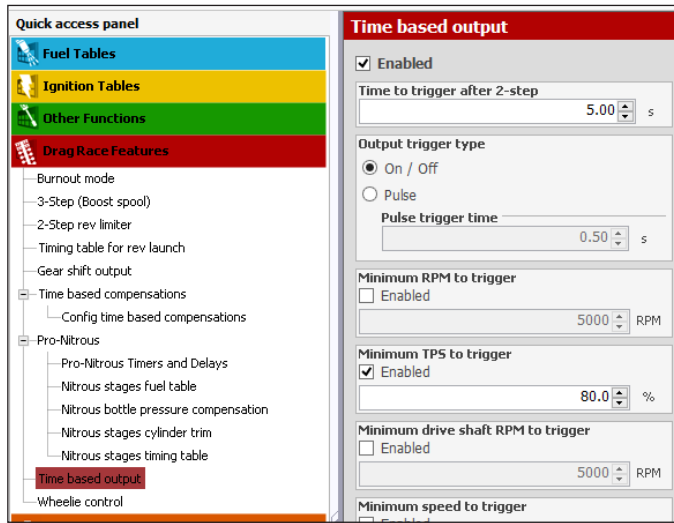 Quick access panel
Fuel Tables
Ignition Tables
Other Functions
Drag Race Features
Burnout mode
3-Step (Boost spool)
2-Step rev limiter
Timing table for rev launch
Gear shift output
Time based compensations
Config time based compensations
Pro-Nitrous
Pro-Nitrous Timers and Delays
Nitrous stages fuel table
Nitrous bottle pressure compensation
Nitrous stages cylinder trim
Nitrous stages timing table
Time based output
Wheelie control
Time based output
Enabled
Time to trigger after 2-step
5.00 s
Output trigger type
On / Off
Pulse
Pulse trigger time
0.50 s
Minimum RPM to trigger
Enabled
5000 RPM
Minimum TPS to trigger
Enabled
80.0 %
Minimum drive shaft RPM to trigger
Enabled
5000 RPM
Minimum speed to trigger